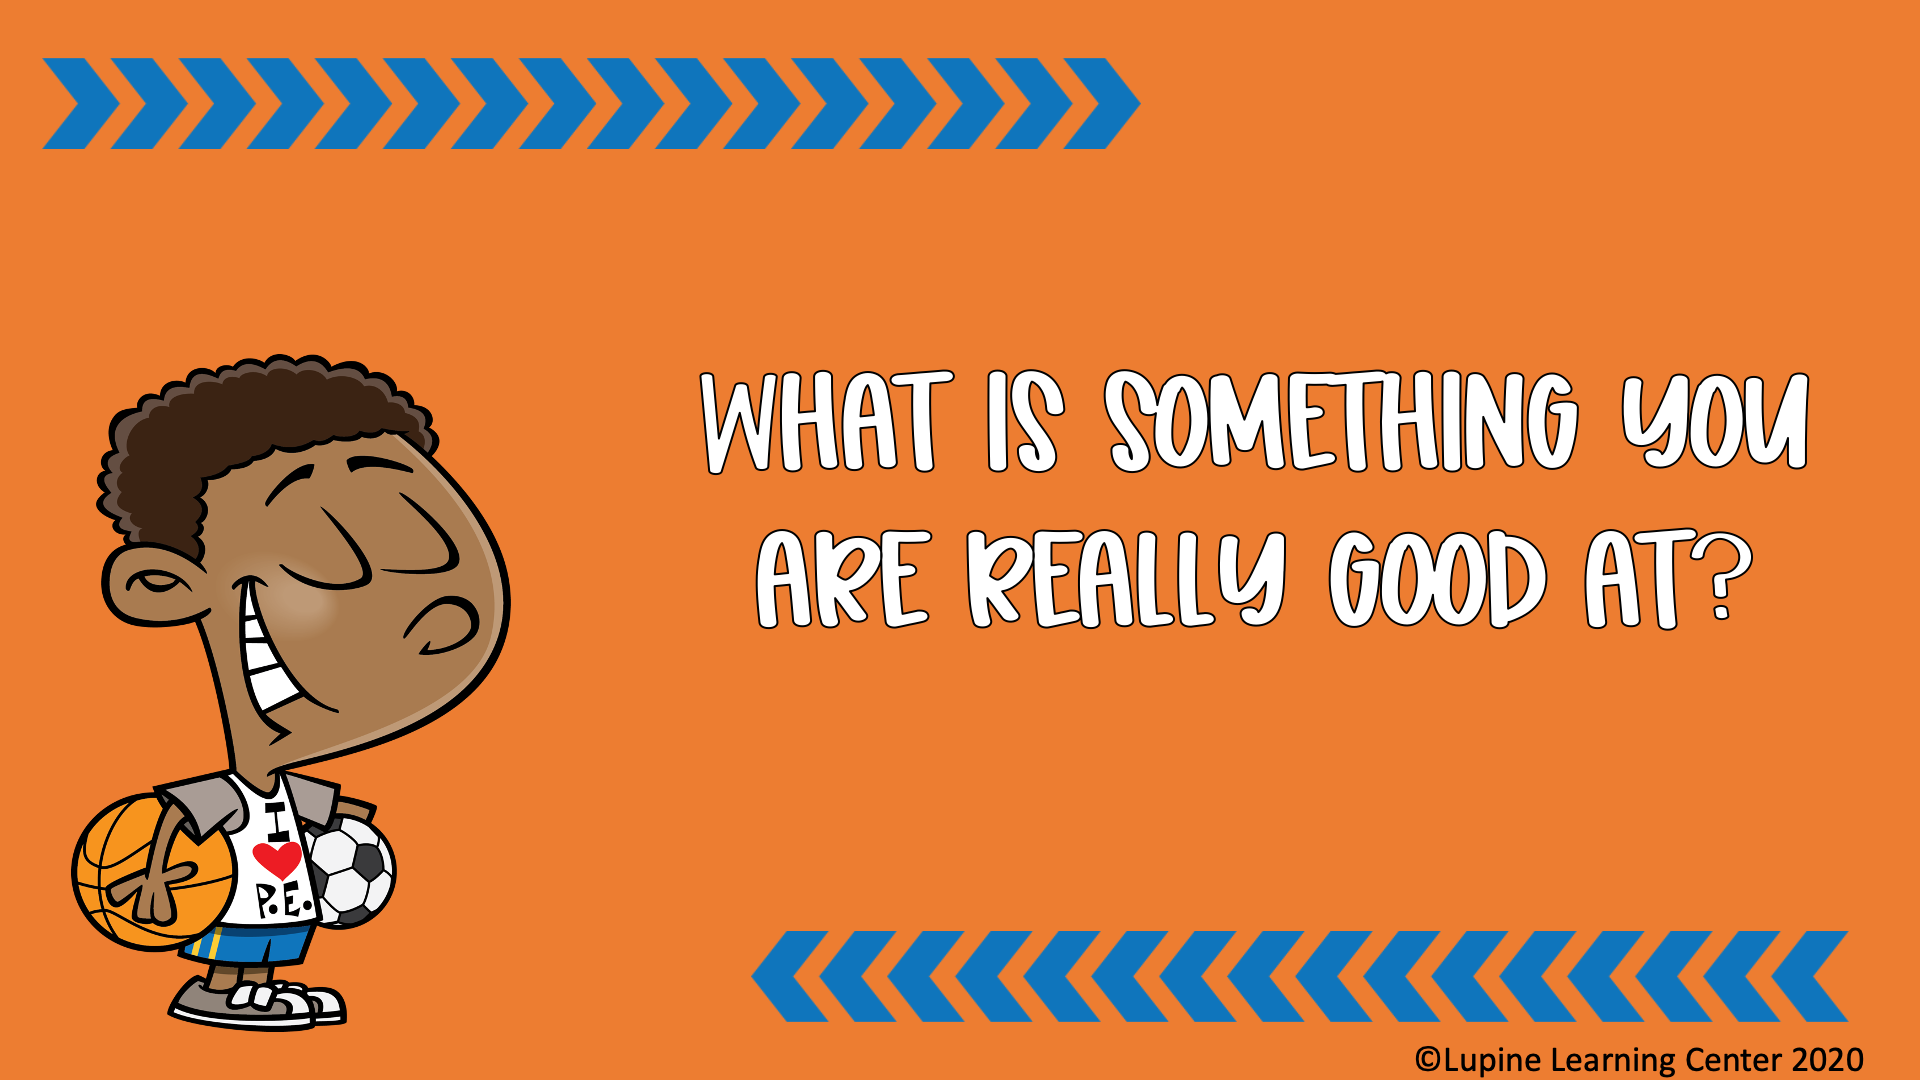 WHAT IS SOMETHING YOU
ARE REALLY GOOD AT?
I
P.E.
©Lupine Learning Center 2020